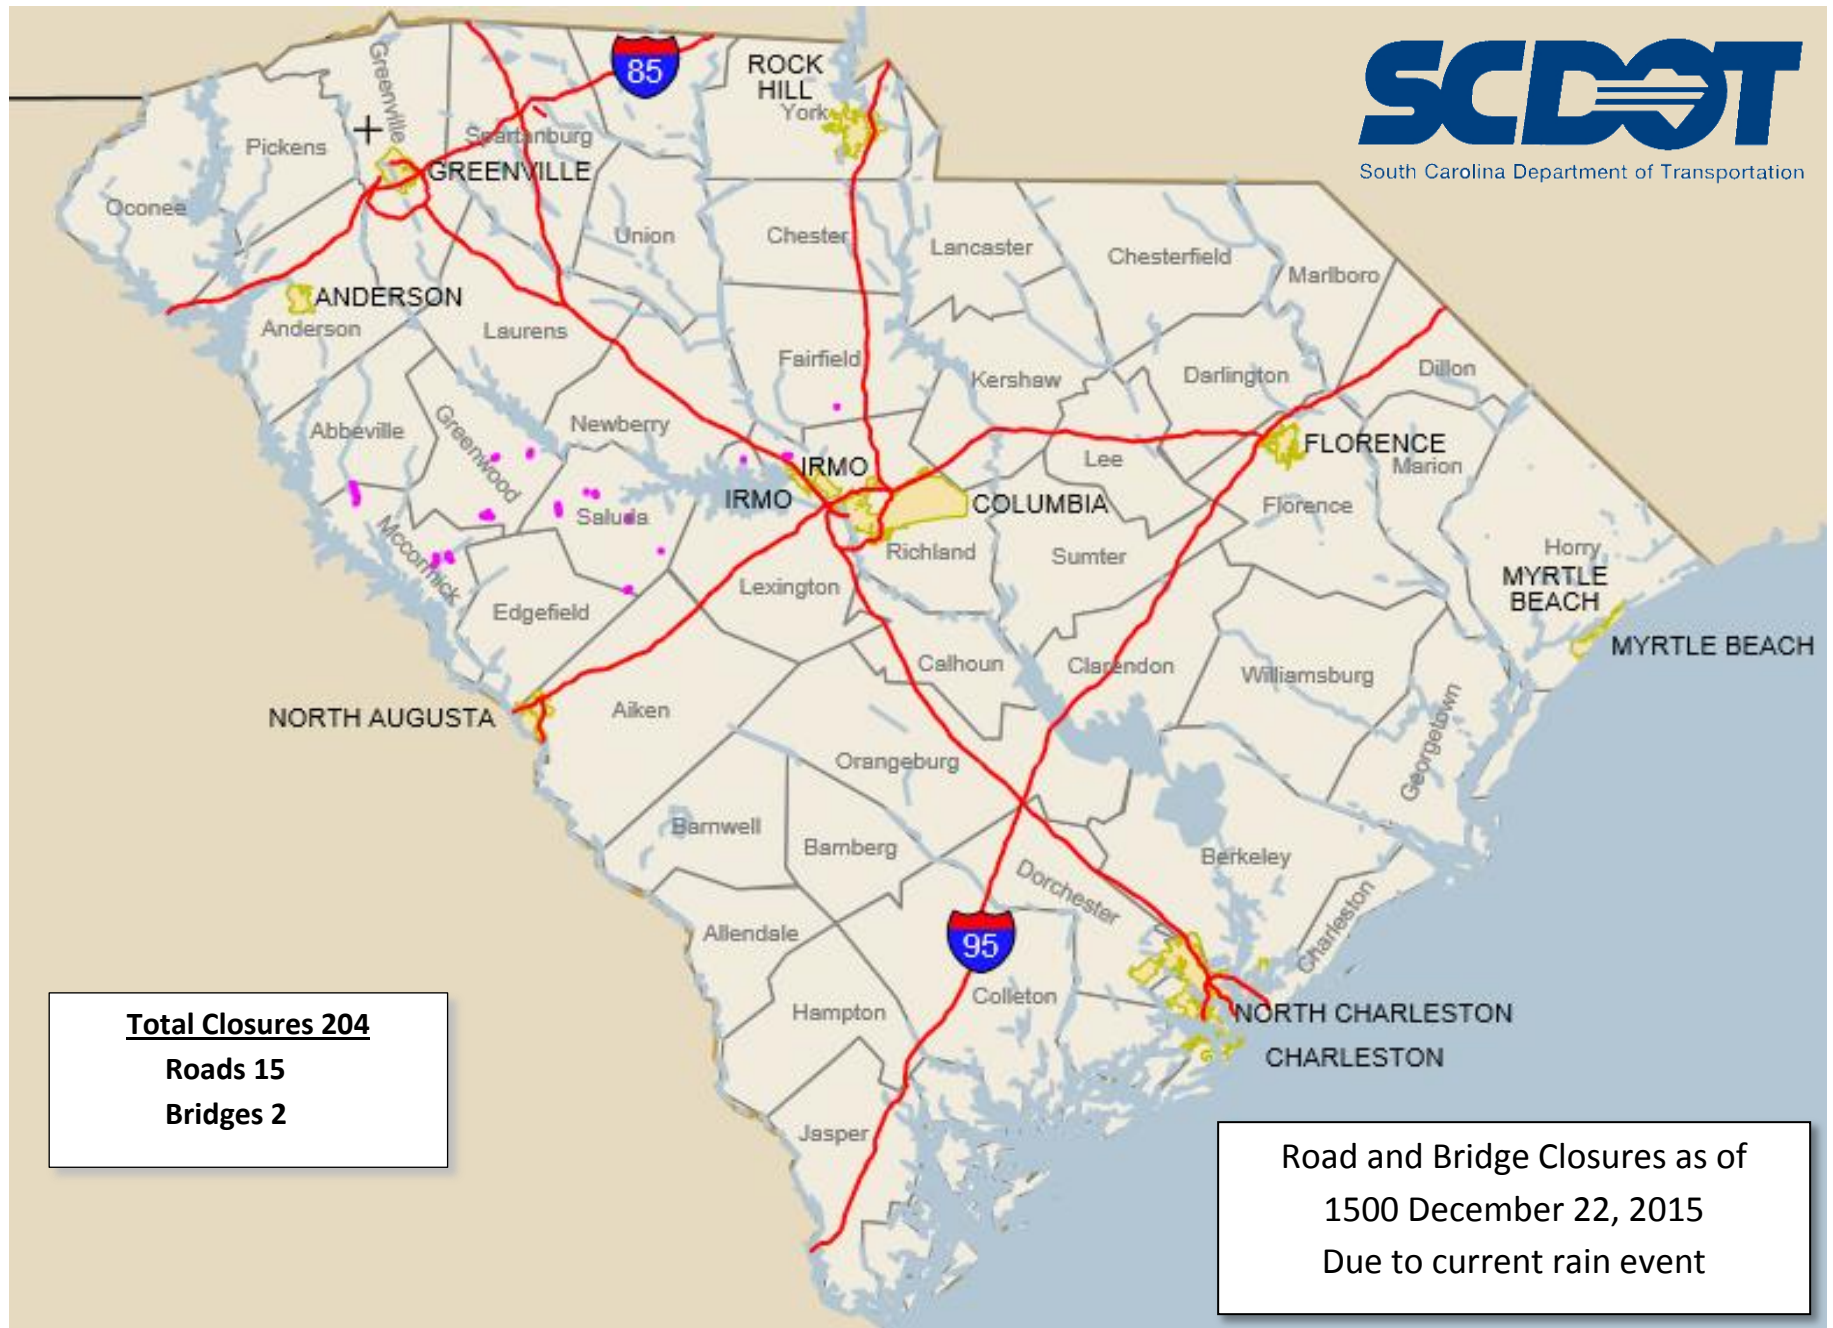 SCDOT
South Carolina Department of Transportation
85
ROCK
HILL
York
Greenville
Pickens
Spartanburg
GREENVILLE
Oconee
Union
Chester
Lancaster
Chesterfield
Marlboro
ANDERSON
Anderson
Laurens
Fairfield
Kershaw
Darlington
Dillon
Abbeville
Greenwood
Newberry
IRMO
IRMO
COLUMBIA
Lee
FLORENCE
Marion
Florence
Saluda
Mccormick
Richland
Sumter
Horry
MYRTLE
BEACH
MYRTLE BEACH
Lexington
Edgefield
Calhoun
Clarendon
Williamsburg
Georgetown
NORTH AUGUSTA
Aiken
Orangeburg
Barnwell
Bamberg
Berkeley
Dorchester
Charleston
Allendale
95
Colleton
Hampton
NORTH CHARLESTON
CHARLESTON
Jasper
Total Closures 204
Roads 15
Bridges 2
Road and Bridge Closures as of
1500 December 22, 2015
Due to current rain event